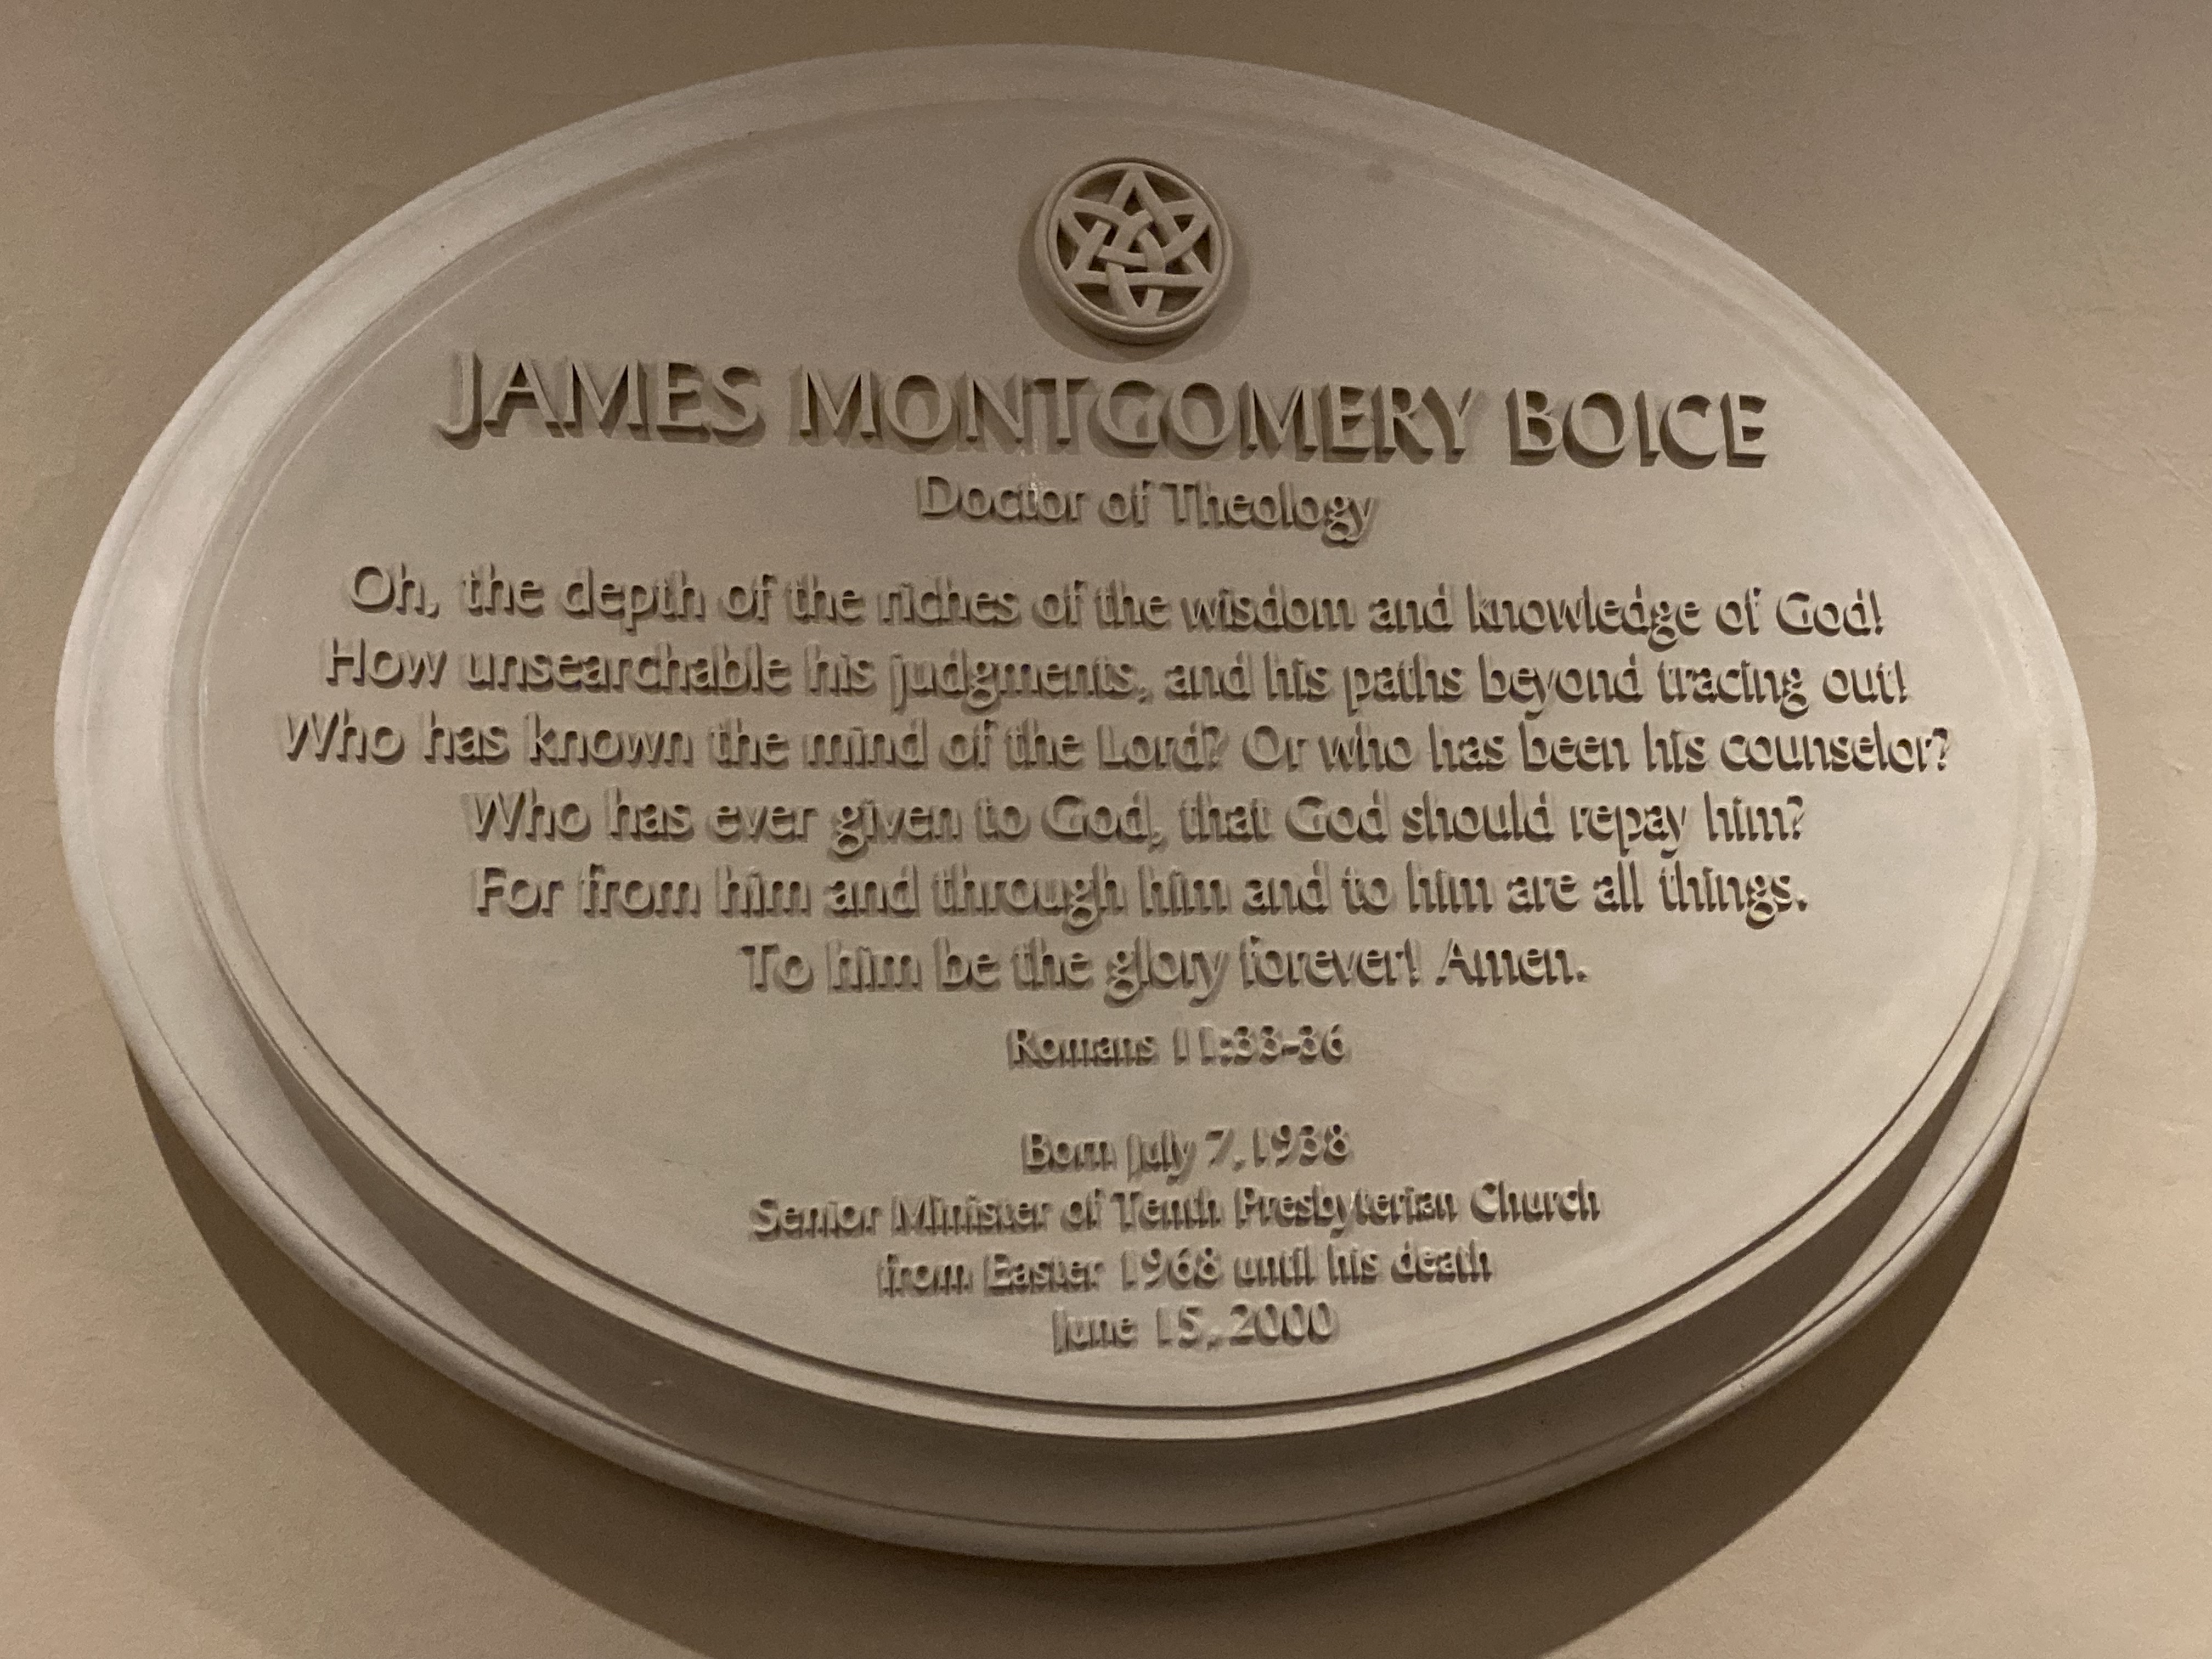 JAMES MONTGOMERY BOICE
Doctor of Theology
Oh, the depth of the riches of the wisdom and knowledge of God!
How unsearchable his judgments, and his paths beyond tracing out!
Who has known the mind of the Lord? Or who has been his counselor?
Who has ever given to God, that God should repay him?
For from him and through him and to him are all things.
To him be the glory forever! Amen.
Romans 11:33-36
Born July 7, 1938
Senior Minister of Tenth Presbyterian Church
from Easter 1968 until his death
June 15, 2000